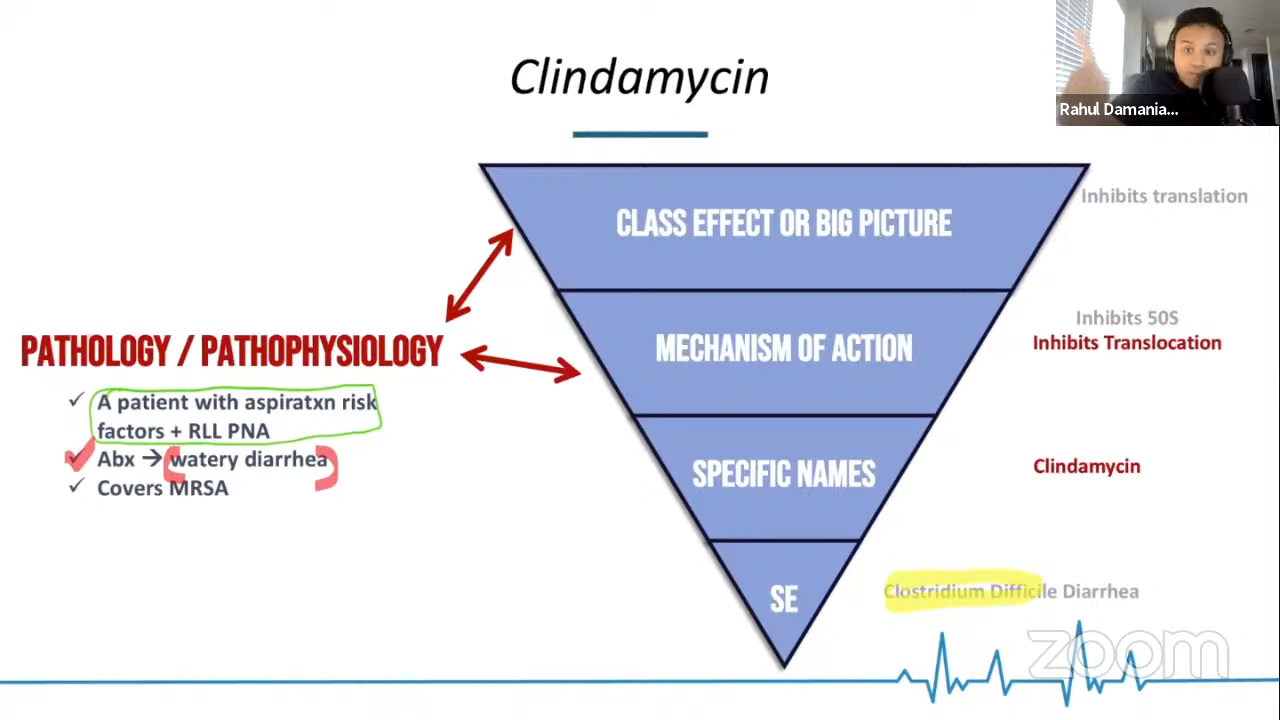 Clindamycin
Rahul Damania...
CLASS EFFECT OR BIG PICTURE
Inhibits translation
MECHANISM OF ACTION
Inhibits 50S
Inhibits Translocation
PATHOLOGY / PATHOPHYSIOLOGY
✓ A patient with aspiratxn risk
factors + RLL PNA
✓ Abx → watery diarrhea
✓ Covers MRSA
SPECIFIC NAMES
Clindamycin
SE
Clostridium Difficile Diarrhea
zoom